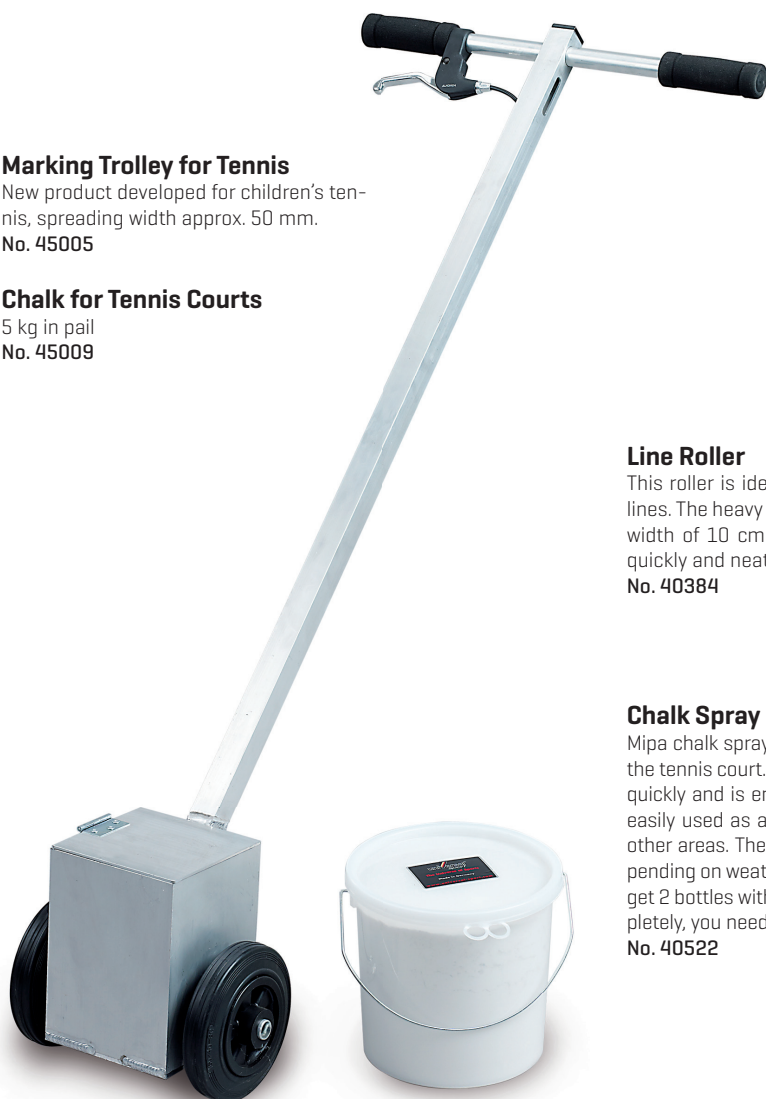 Marking Trolley for Tennis
New product developed for children's ten-
nis, spreading width approx. 50 mm.
No. 45005
Chalk for Tennis Courts
5 kg in pail
No. 45009
Line Roller
This roller is ide
lines. The heavy
width of 10 cm
quickly and neat
No. 40384
Chalk Spray
Mipa chalk spray
the tennis court.
quickly and is en
easily used as a
other areas. The
pending on weat
get 2 bottles with
pletely, you need
No. 40522